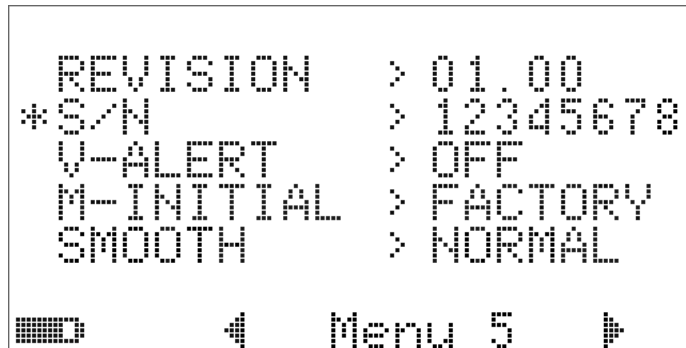 REVISION > 01.00
*S/N > 12345678
V-ALERT > OFF
M-INITIAL > FACTORY
SMOOTH > NORMAL
Menu 5